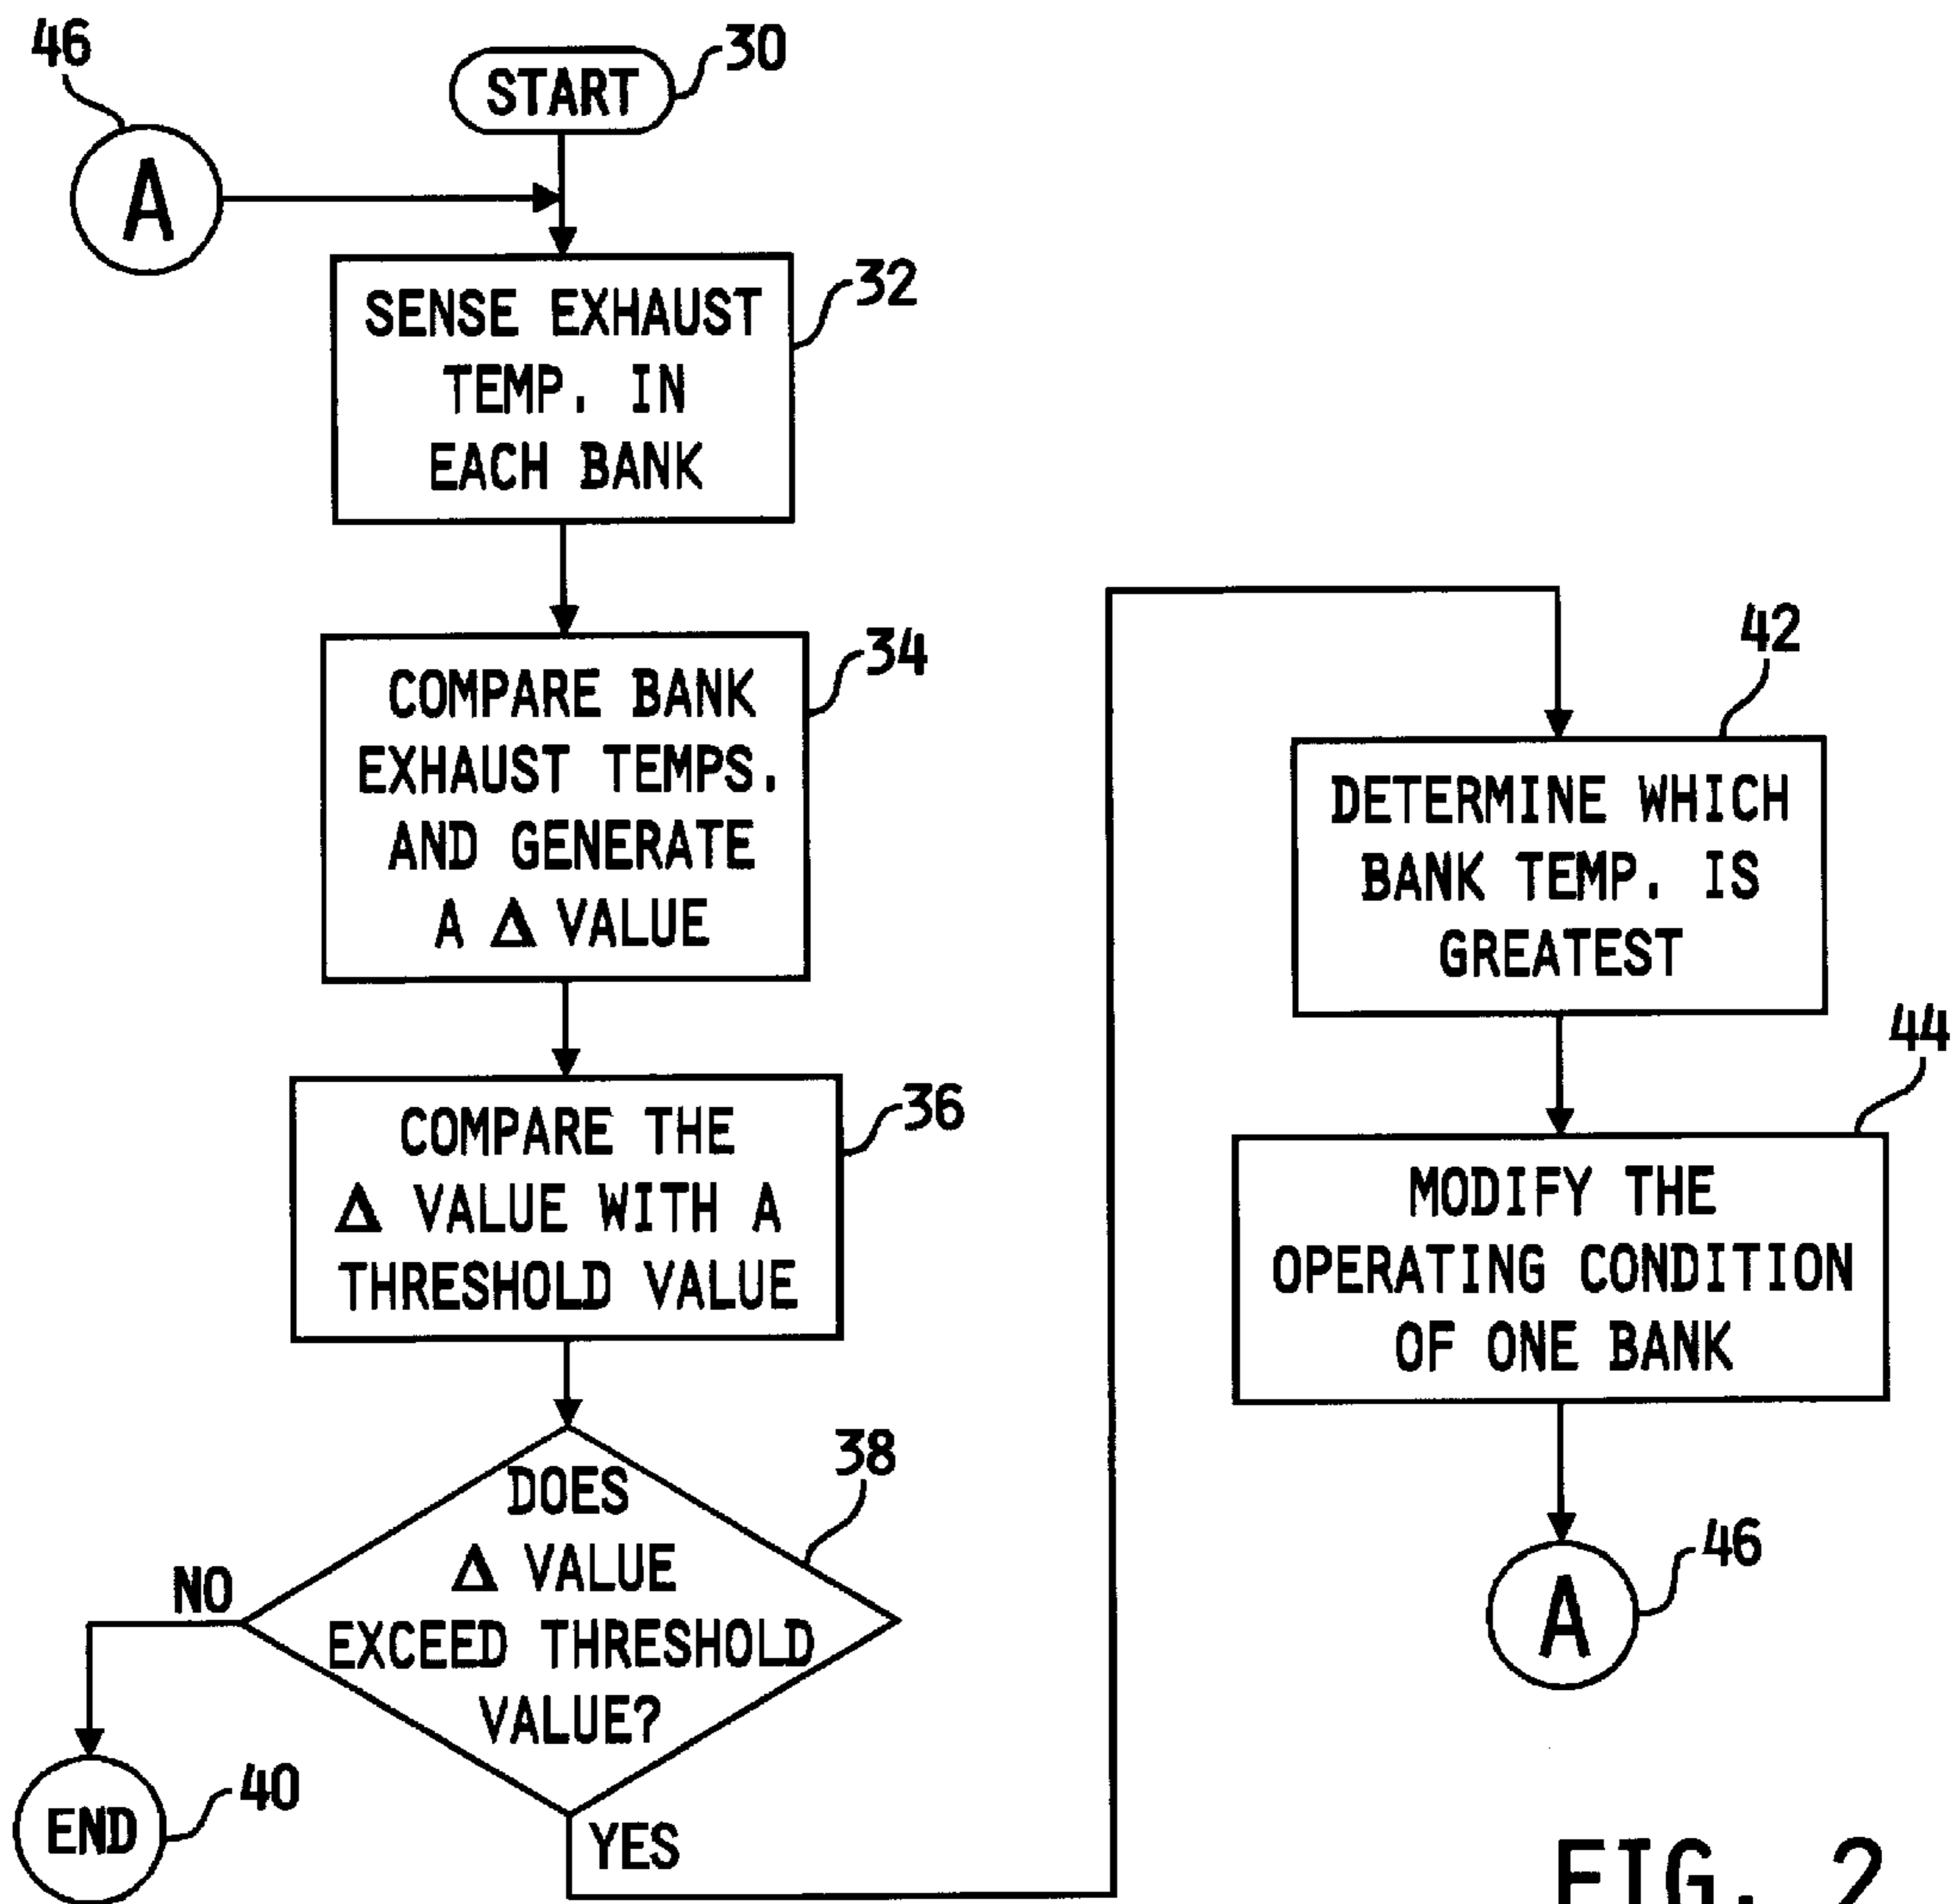 46
START
30
A
SENSE EXHAUST
TEMP. IN
EACH BANK
32
COMPARE BANK
EXHAUST TEMPS.
AND GENERATE
A Δ VALUE
34
COMPARE THE
Δ VALUE WITH A
THRESHOLD VALUE
36
DOES
Δ VALUE
EXCEED THRESHOLD
VALUE?
38
NO
END
40
YES
42
DETERMINE WHICH
BANK TEMP. IS
GREATEST
44
MODIFY THE
OPERATING CONDITION
OF ONE BANK
A
46
FIG. 2